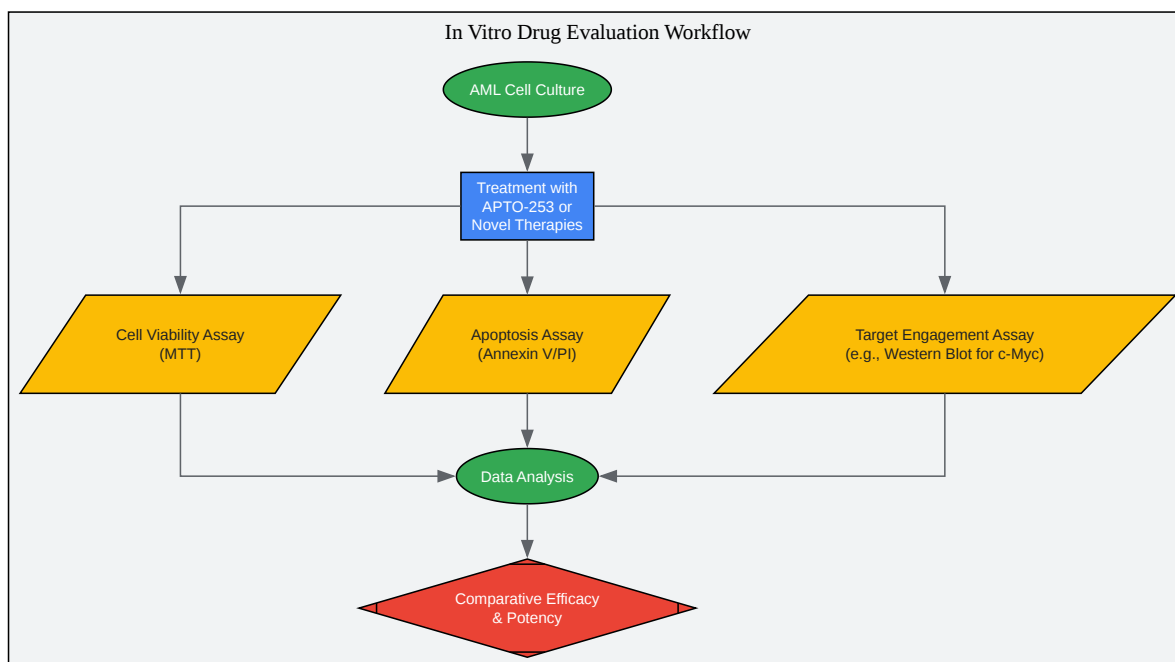 In Vitro Drug Evaluation Workflow
AML Cell Culture
Treatment with
APTO-253 or
Novel Therapies
Cell Viability Assay
(MTT)
Apoptosis Assay
(Annexin V/PI)
Target Engagement Assay
(e.g., Western Blot for c-Myc)
Data Analysis
Comparative Efficacy
& Potency